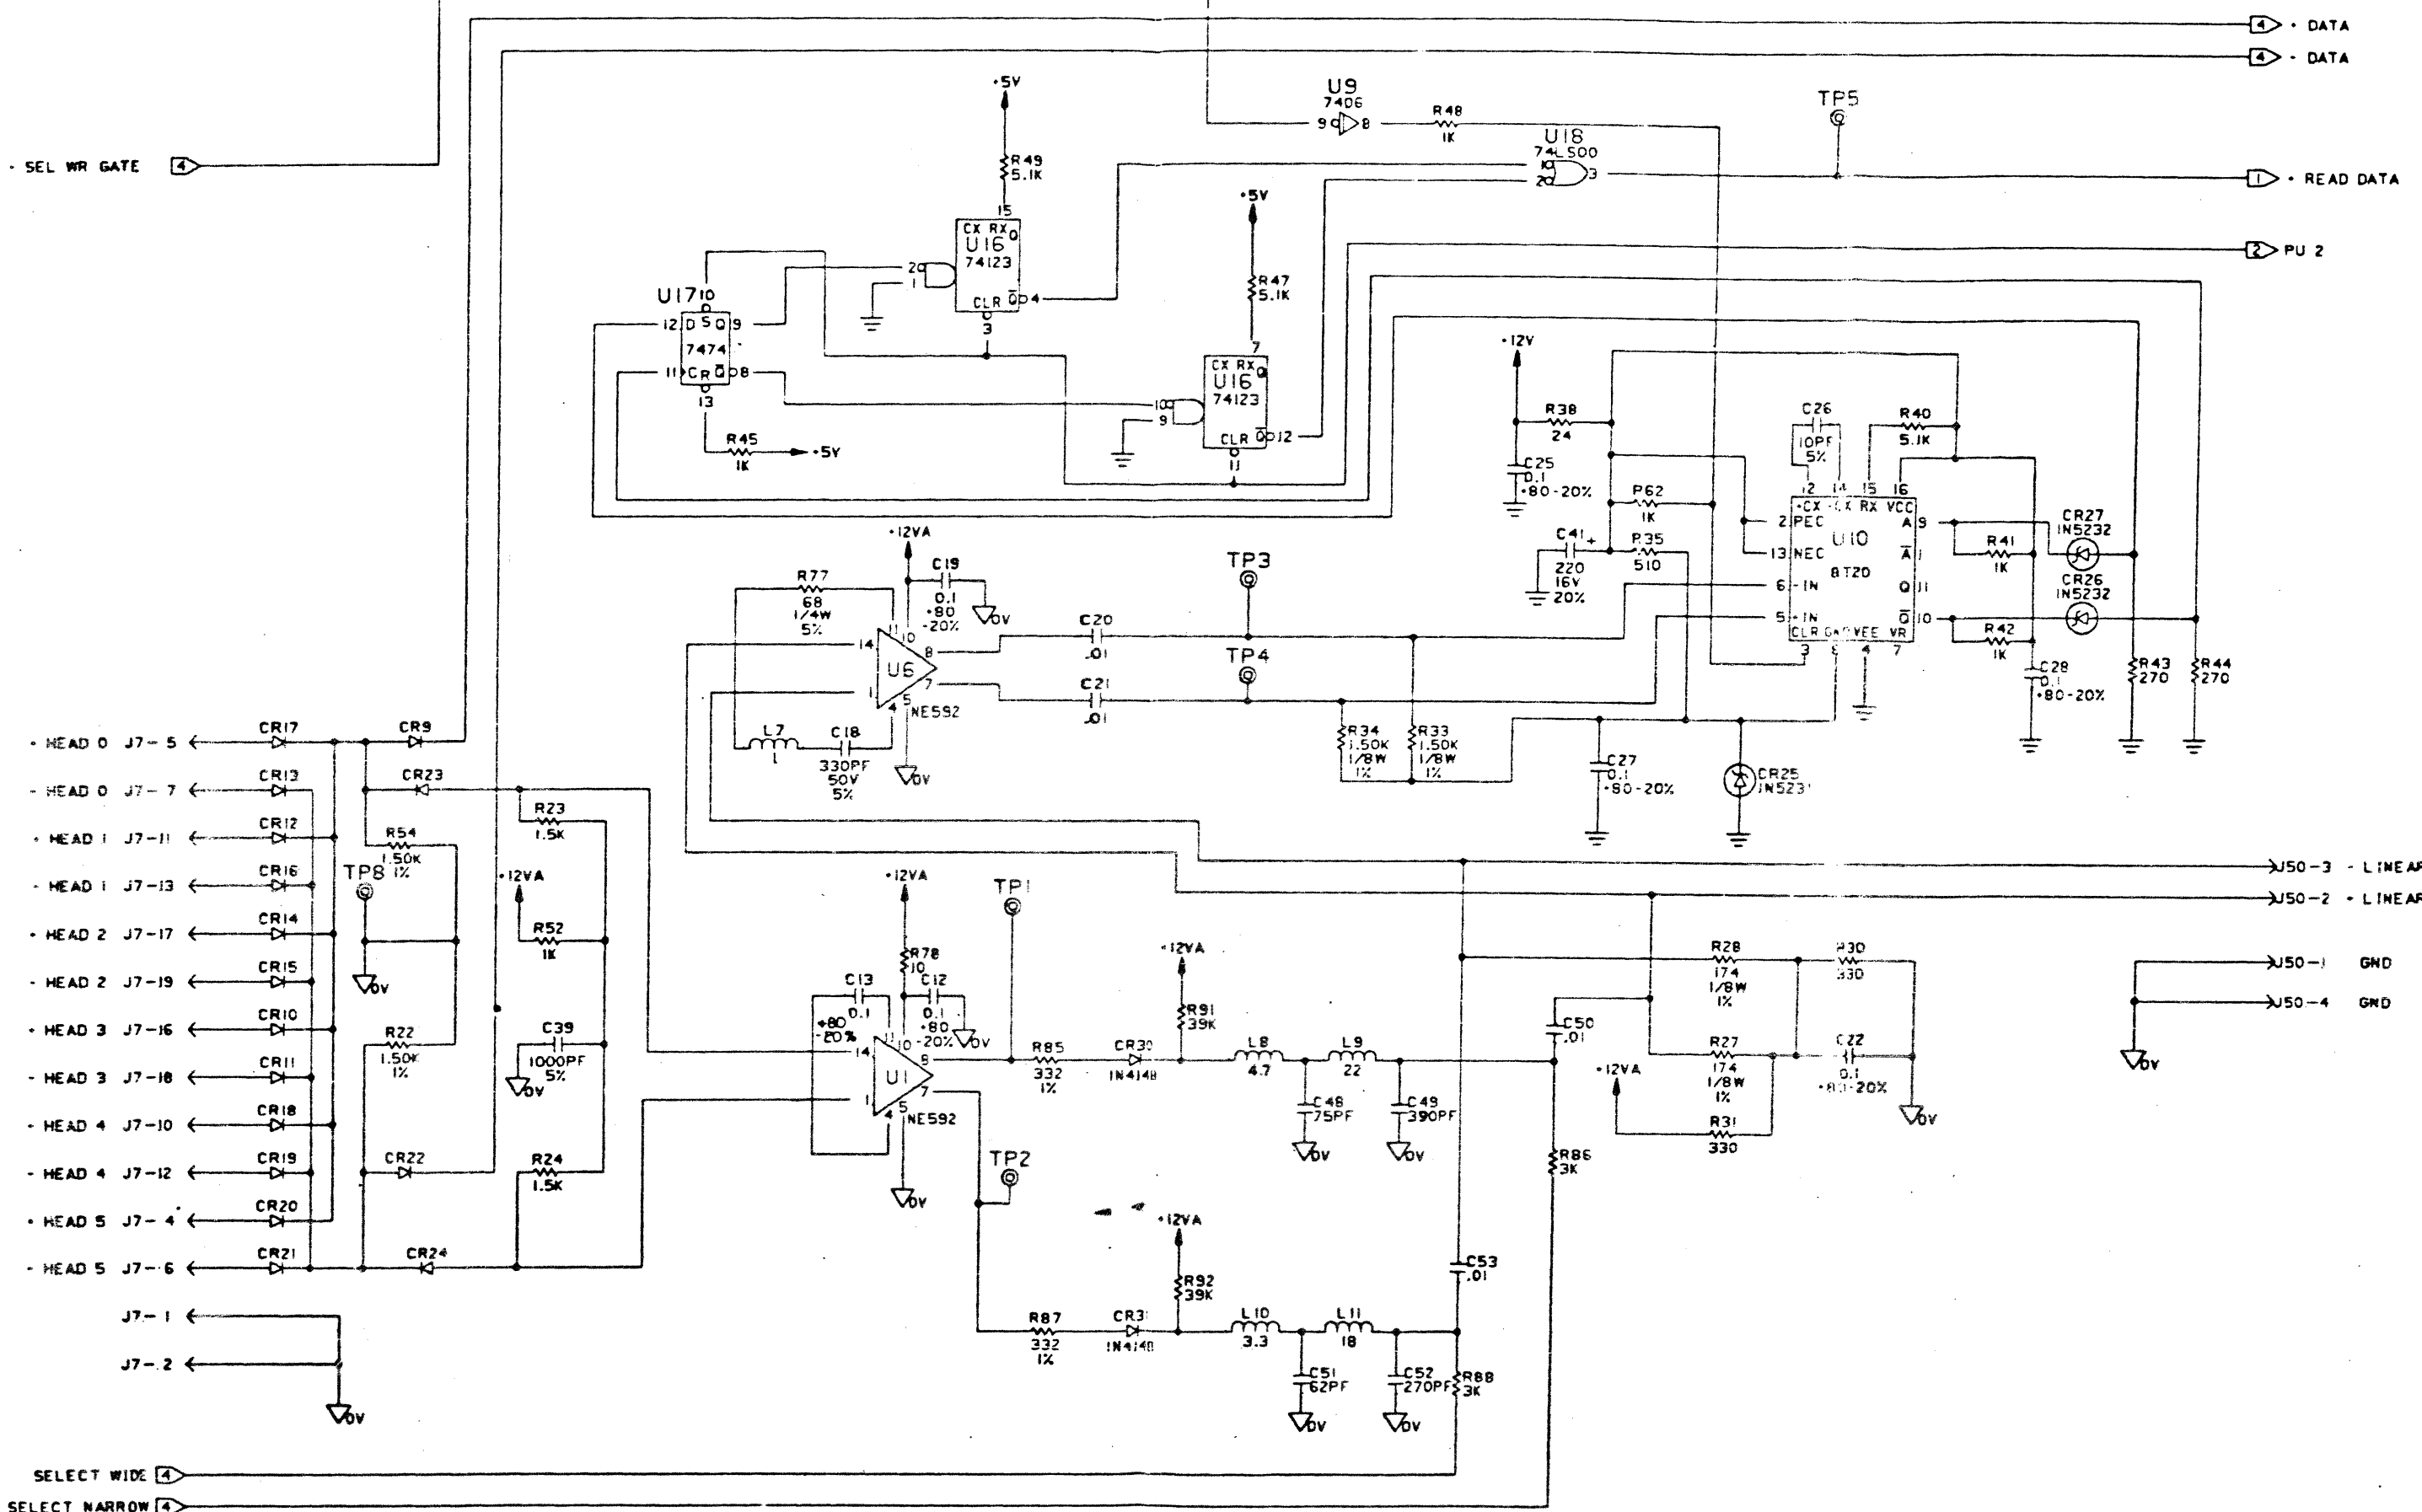 4 • DATA
4 - DATA
- SEL WR GATE 4
+5V
R49
5.1K
U9
7406
9 8
R48
1K
U18
74LS00
1
2
3
TP5
1 • READ DATA
2 PU 2
15
CX RX Q
U16
74123
CLR Q̅ 4
2
1
3
+5V
R47
5.1K
7
CX RX Q
U16
74123
CLR Q̅ 12
10
9
11
U17 10
12 D S Q 9
7474
11 C R Q̅ 8
13
R45
1K
+5V
+12V
R38
24
C25
0.1
+80-20%
R62
1K
C41 +
220
16V
20%
R35
510
C26
10PF
5%
R40
5.1K
12 14 15 16
+CX -CX RX VCC
2 PEC A 9
U10
13 NEC A̅ 1
8T20
6 -IN Q 11
5 +IN Q̅ 10
CLR GND VEE VR
3 8 4 7
R41
1K
R42
1K
CR27
1N5232
CR26
1N5232
C28
0.1
+80-20%
R43
270
R44
270
+12VA
C19
0.1
+80
-20%
0V
R77
68
1/4W
5%
11 10
14
8
U6
1
7
4 5
NE592
L7
1
C18
330PF
50V
5%
0V
C20
.01
C21
.01
TP3
TP4
R34
1.50K
1/8W
1%
R33
1.50K
1/8W
1%
C27
0.1
+80-20%
CR25
1N5231
+ HEAD 0 J7-5 CR17
- HEAD 0 J7-7 CR13
+ HEAD 1 J7-11 CR12
- HEAD 1 J7-13 CR16
+ HEAD 2 J7-17 CR14
- HEAD 2 J7-19 CR15
+ HEAD 3 J7-16 CR10
- HEAD 3 J7-18 CR11
- HEAD 4 J7-10 CR18
- HEAD 4 J7-12 CR19
+ HEAD 5 J7-4 CR20
- HEAD 5 J7-6 CR21
J7-1
J7-2
0V
CR9
CR23
R54
1.50K
1%
TP8
0V
R22
1.50K
1%
CR22
CR24
R23
1.5K
+12VA
R52
1K
C39
1000PF
5%
0V
R24
1.5K
+12VA
R78
10
C13
0.1
+80
-20%
C12
0.1
+80
-20%
0V
11 10
14
8
U1
1
7
4 5
NE592
0V
TP1
TP2
R85
332
1%
CR30
1N4148
+12VA
R91
39K
L8
4.7
L9
22
C48
75PF
0V
C49
390PF
0V
R87
332
1%
CR31
1N4148
+12VA
R92
39K
L10
3.3
L11
18
C51
62PF
0V
C52
270PF
0V
R88
3K
C53
.01
C50
.01
R86
3K
R28
174
1/8W
1%
R30
330
R27
174
1/8W
1%
C22
0.1
+80-20%
0V
+12VA
R31
330
J50-3 - LINEAR
J50-2 + LINEAR
J50-1 GND
J50-4 GND
0V
SELECT WIDE 4
SELECT NARROW 4